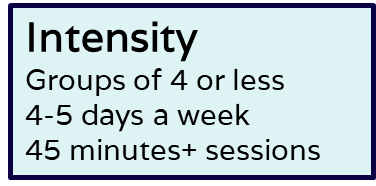 Intensity
Groups of 4 or less
4-5 days a week
45 minutes+ sessions